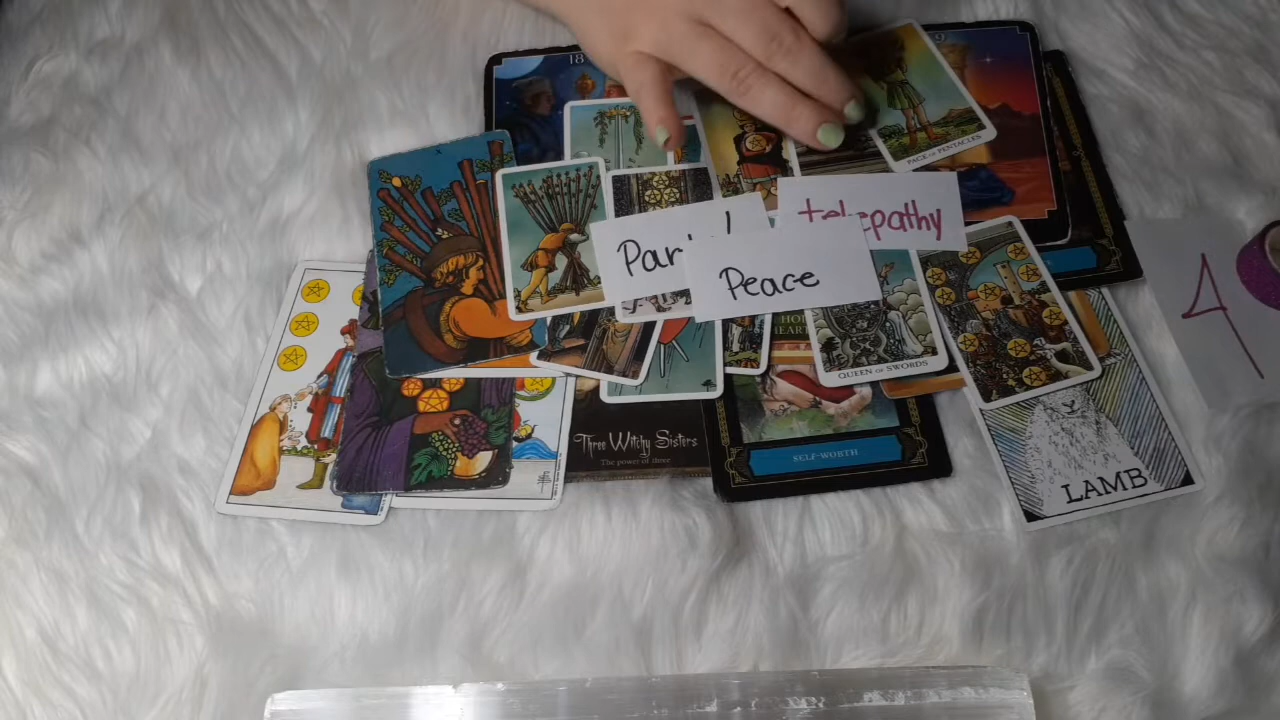 18
9
X
PAGE OF PENTACLES
telepathy
Peace
4
QUEEN OF SWORDS
Three Witchy Sisters
The power of three
SELF-WORTH
LAMB